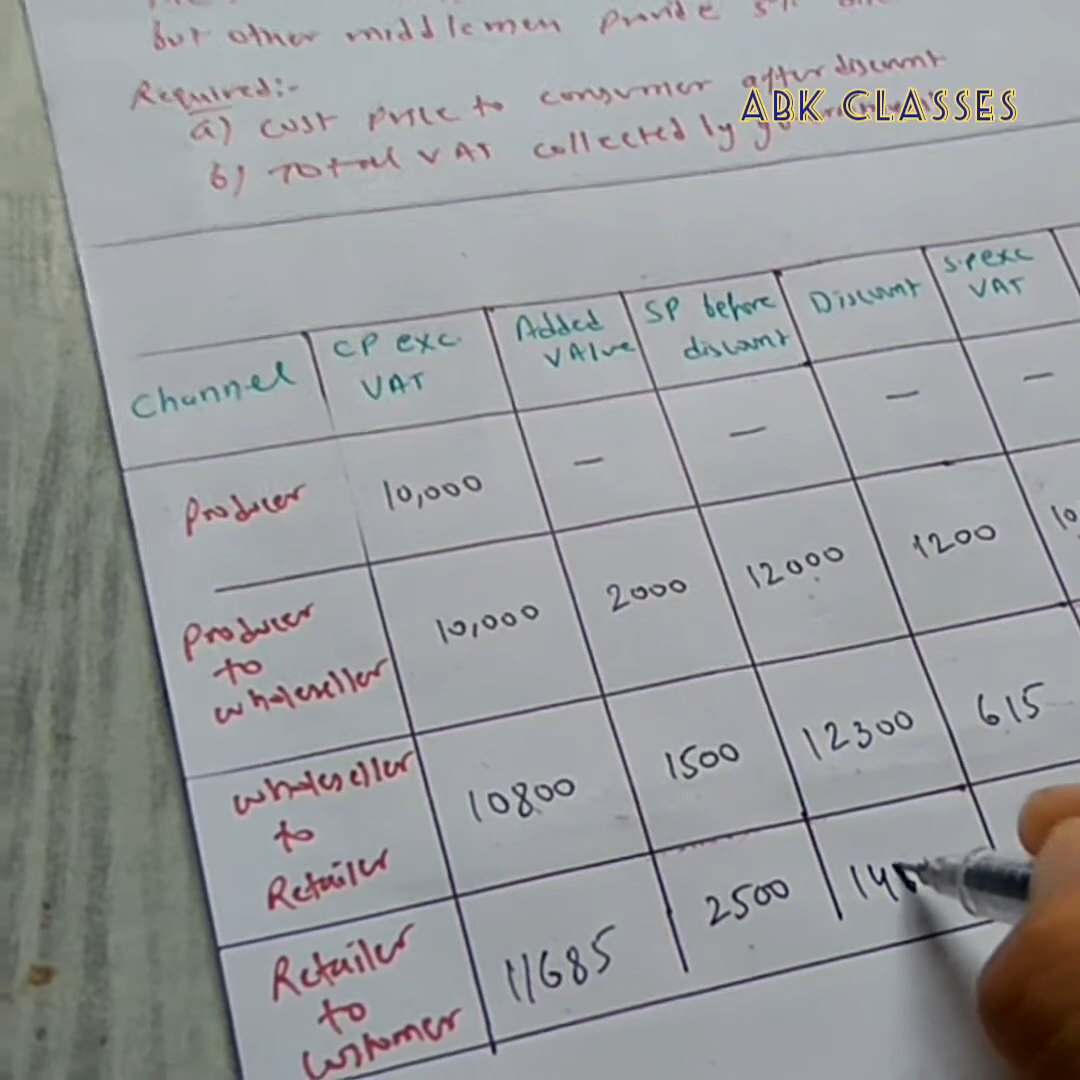 but other middlemen provide 5%
Required:-
a) cost price to consumer after discount
ABK CLASSES
b) Total VAT collected by
Channel
CP exc.
VAT
Added
VAlue
SP before
discount
Discount
S.P exc
VAT
Producer
10,000
—
—
—
—
Producer
to
wholeseller
10,000
2000
12000
1200
10
wholeseller
to
Retailer
10800
1500
12300
615
Retailer
to
customer
11685
2500
14